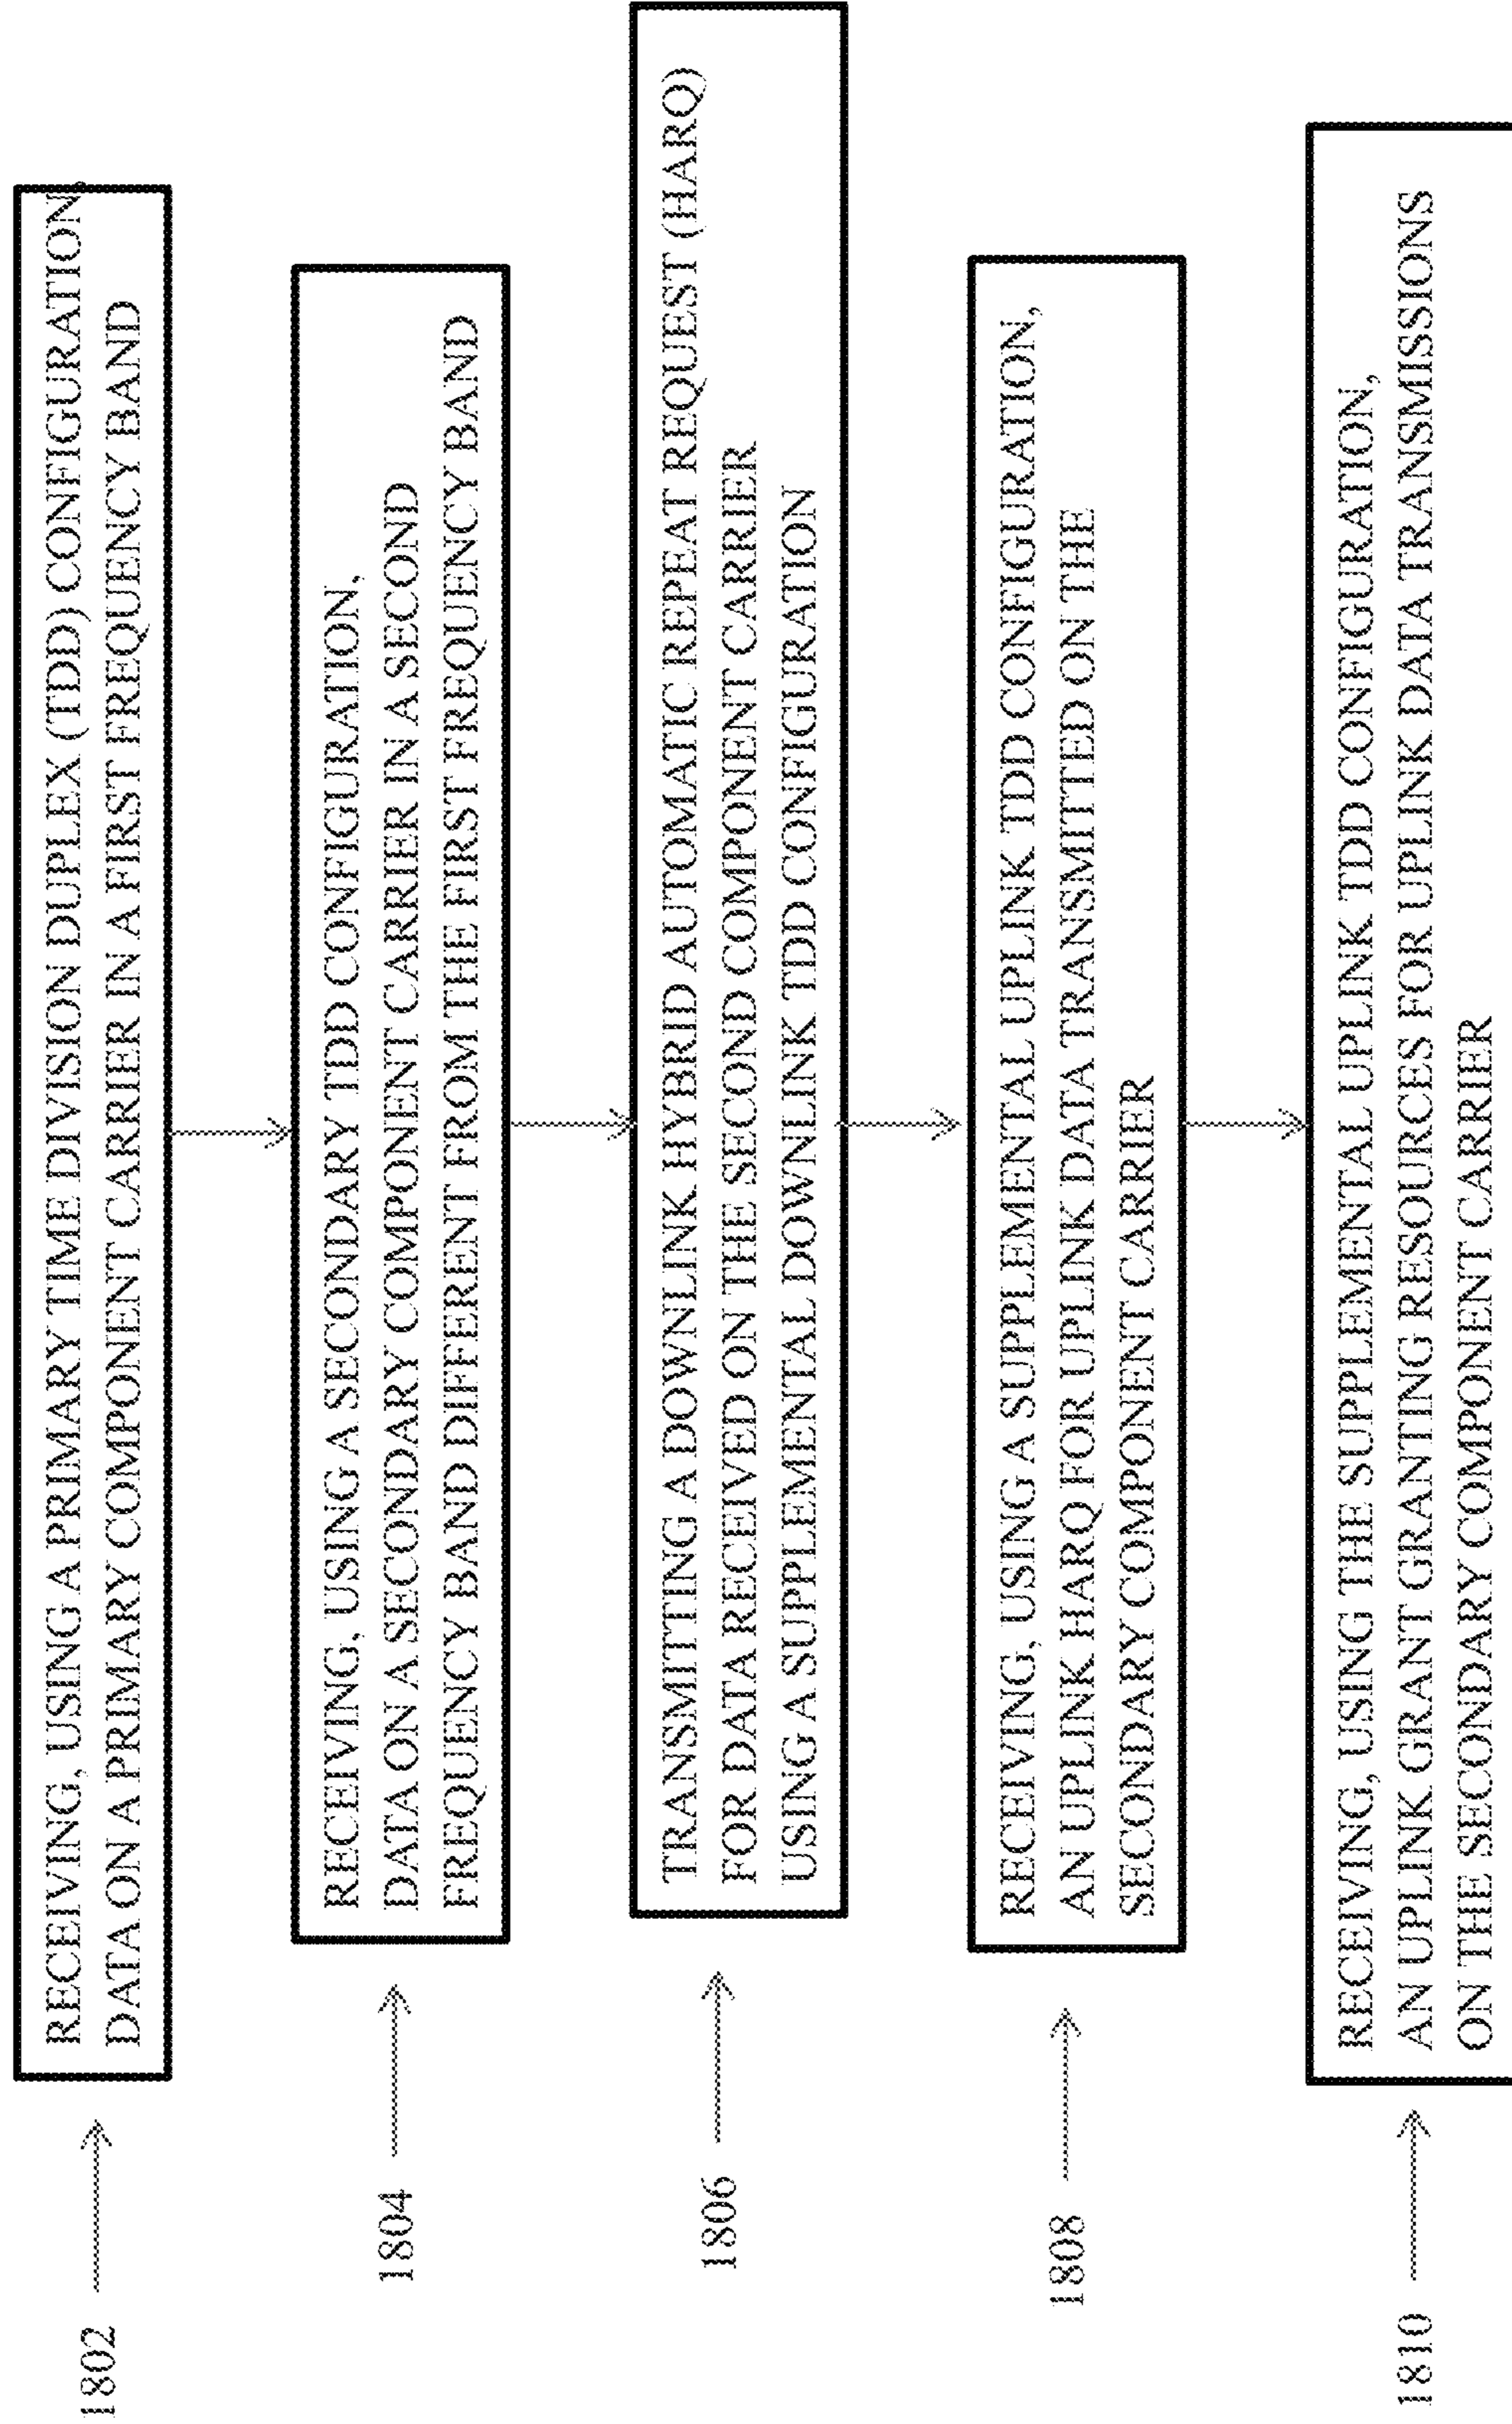 1802
RECEIVING, USING A PRIMARY TIME DIVISION DUPLEX (TDD) CONFIGURATION,
DATA ON A PRIMARY COMPONENT CARRIER IN A FIRST FREQUENCY BAND
1804
RECEIVING, USING A SECONDARY TDD CONFIGURATION,
DATA ON A SECONDARY COMPONENT CARRIER IN A SECOND
FREQUENCY BAND DIFFERENT FROM THE FIRST FREQUENCY BAND
1806
TRANSMITTING A DOWNLINK HYBRID AUTOMATIC REPEAT REQUEST (HARQ)
FOR DATA RECEIVED ON THE SECOND COMPONENT CARRIER
USING A SUPPLEMENTAL DOWNLINK TDD CONFIGURATION
1808
RECEIVING, USING A SUPPLEMENTAL UPLINK TDD CONFIGURATION,
AN UPLINK HARQ FOR UPLINK DATA TRANSMITTED ON THE
SECONDARY COMPONENT CARRIER
1810
RECEIVING, USING THE SUPPLEMENTAL UPLINK TDD CONFIGURATION,
AN UPLINK GRANT GRANTING RESOURCES FOR UPLINK DATA TRANSMISSIONS
ON THE SECONDARY COMPONENT CARRIER